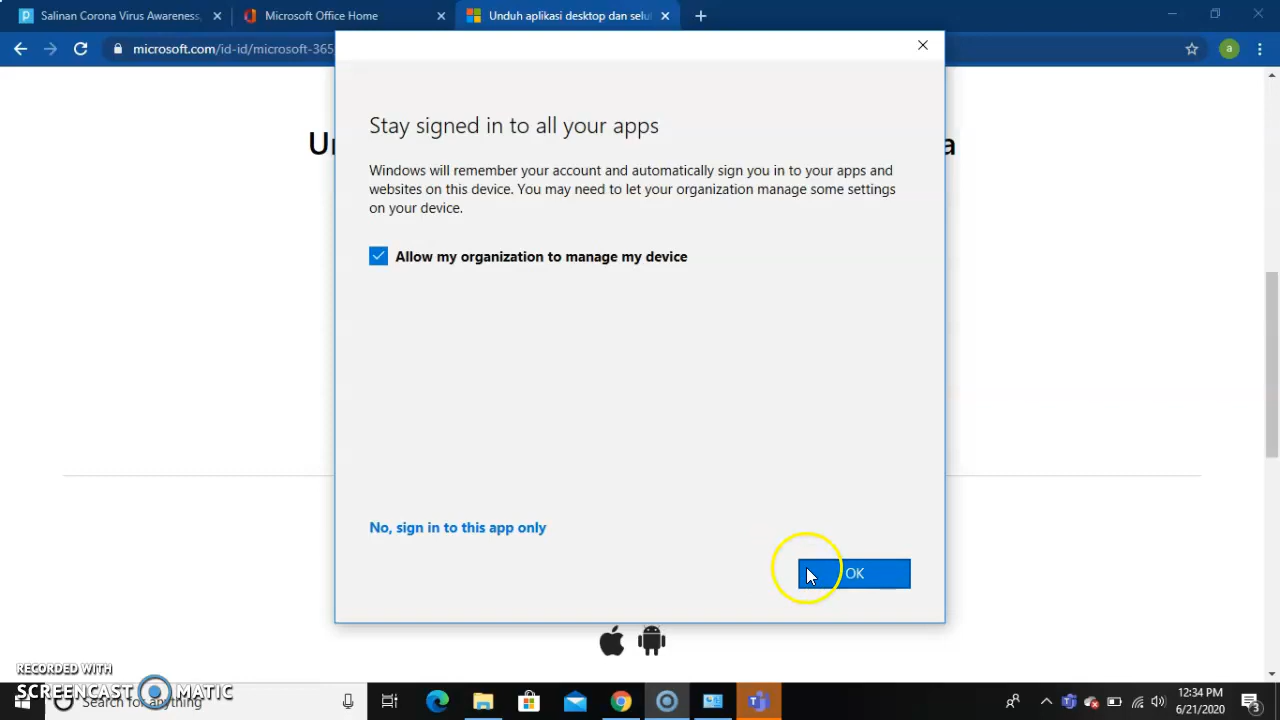 Salinan Corona Virus Awareness,
Microsoft Office Home
Unduh aplikasi desktop dan selu
microsoft.com/id-id/microsoft-365
a
Stay signed in to all your apps
Windows will remember your account and automatically sign you in to your apps and
websites on this device. You may need to let your organization manage some settings
on your device.
Allow my organization to manage my device
No, sign in to this app only
OK
RECORDED WITH
SCREENCAST MATIC
Search for anything
12:34 PM
6/21/2020
3